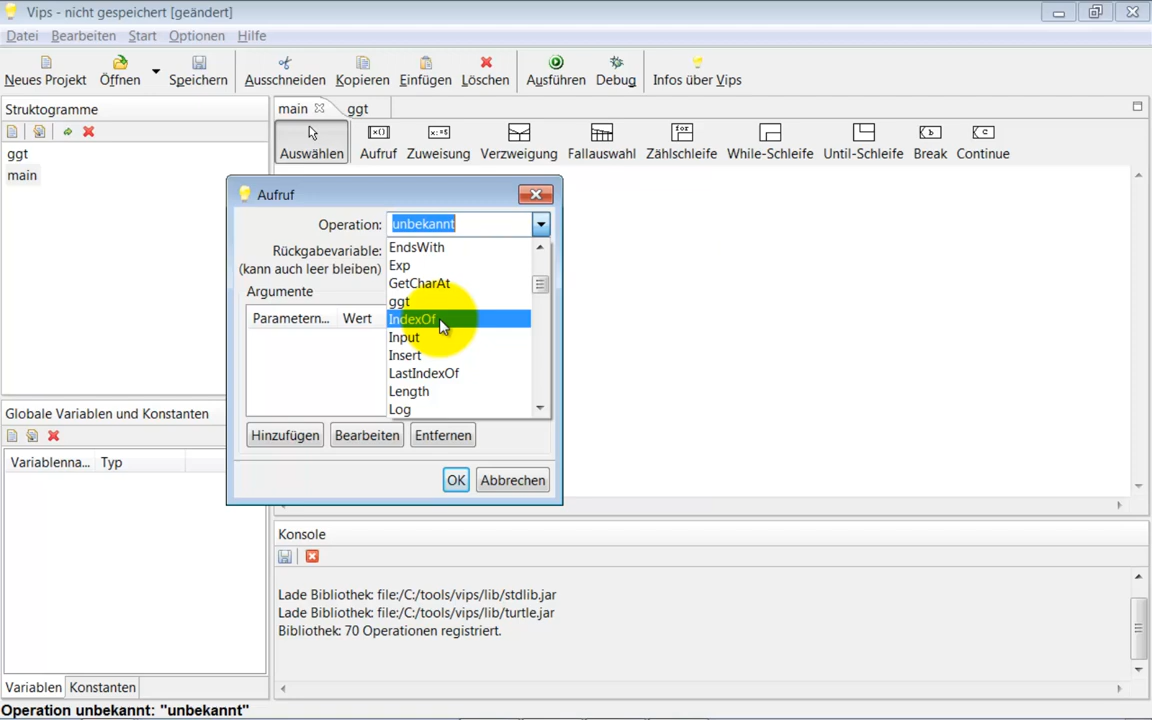 Vips - nicht gespeichert [geändert]
Datei Bearbeiten Start Optionen Hilfe
Neues Projekt Öffnen Speichern Ausschneiden Kopieren Einfügen Löschen Ausführen Debug Infos über Vips
Struktogramme
ggt
main
main ggt
Auswählen Aufruf Zuweisung Verzweigung Fallauswahl Zählschleife While-Schleife Until-Schleife Break Continue
Aufruf
Operation: unbekannt
Rückgabevariable:
(kann auch leer bleiben)
Argumente
Parametern... Wert
EndsWith
Exp
GetCharAt
ggt
IndexOf
Input
Insert
LastIndexOf
Length
Log
Hinzufügen Bearbeiten Entfernen
OK Abbrechen
Globale Variablen und Konstanten
Variablenna... Typ
Variablen Konstanten
Konsole
Lade Bibliothek: file:/C:/tools/vips/lib/stdlib.jar
Lade Bibliothek: file:/C:/tools/vips/lib/turtle.jar
Bibliothek: 70 Operationen registriert.
Operation unbekannt: "unbekannt"